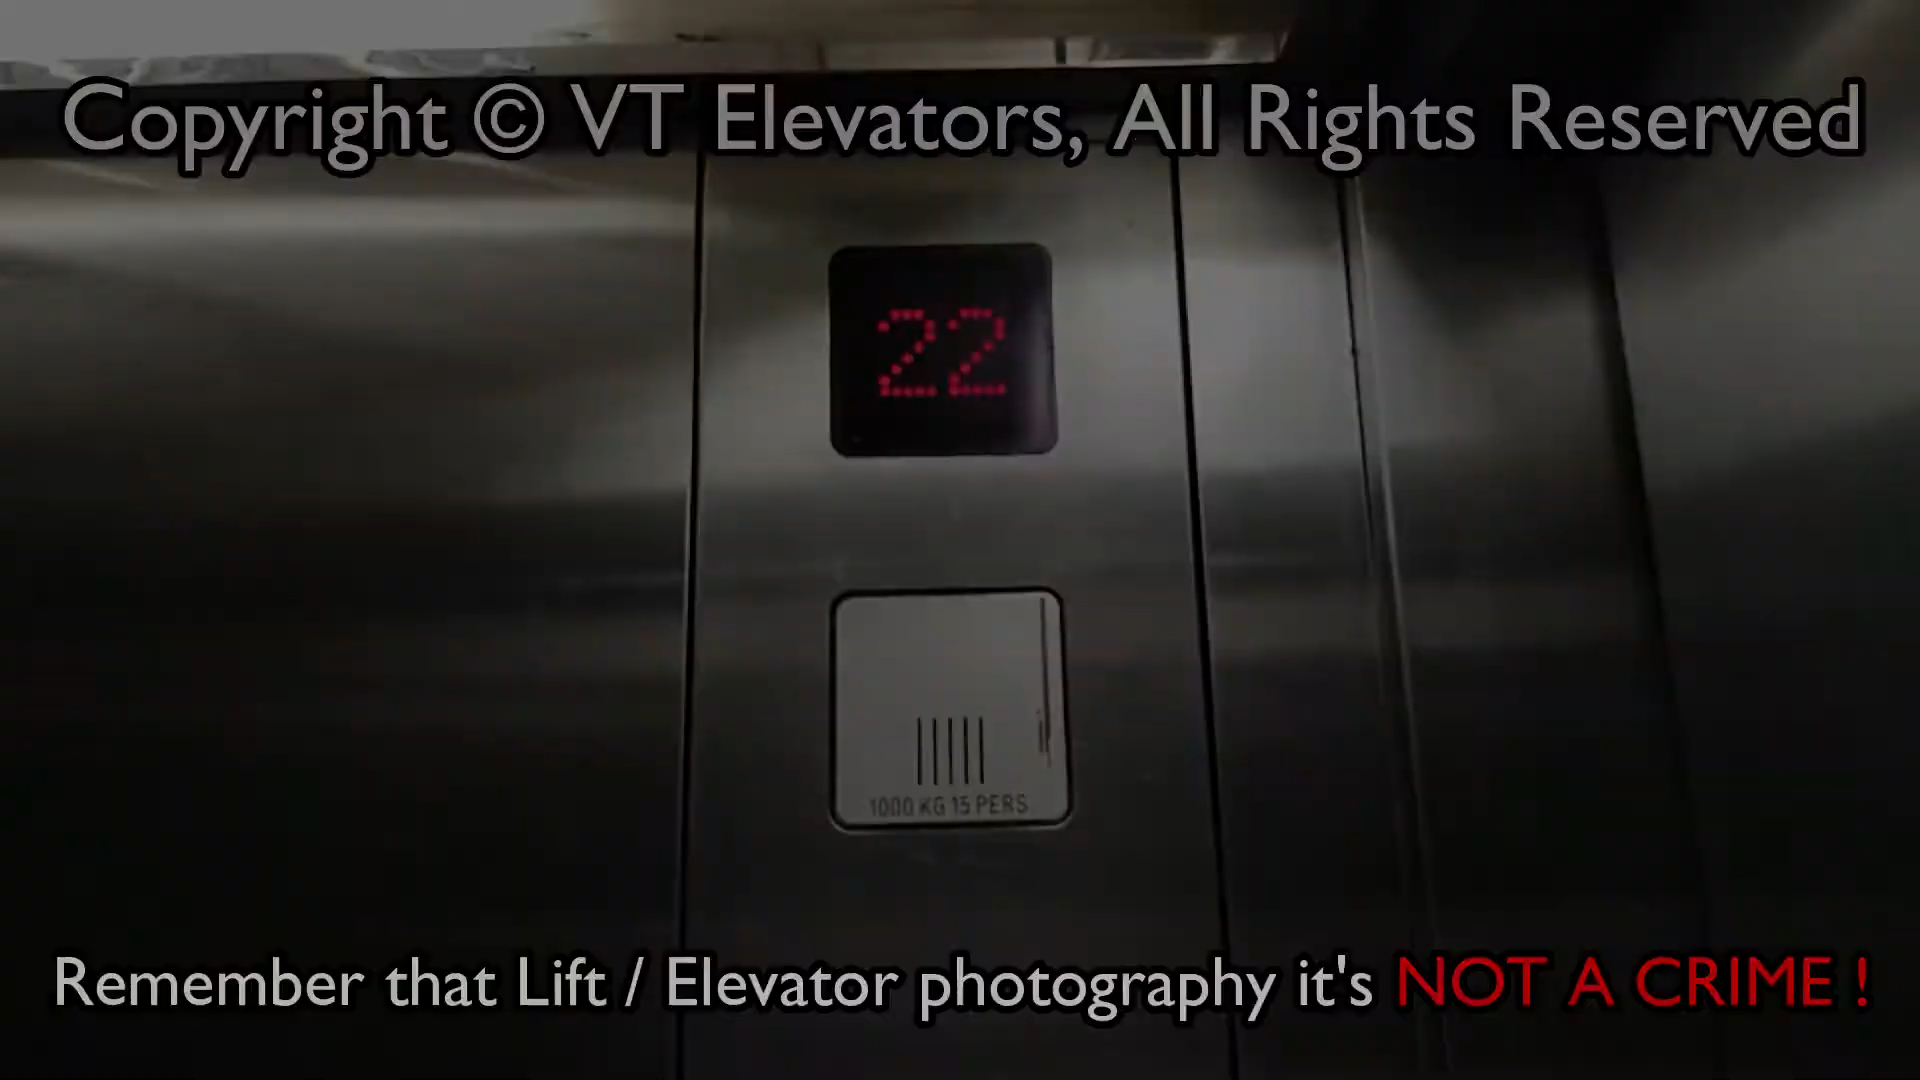 Copyright © VT Elevators, All Rights Reserved
22
1000 KG 15 PERS
Remember that Lift / Elevator photography it's NOT A CRIME !